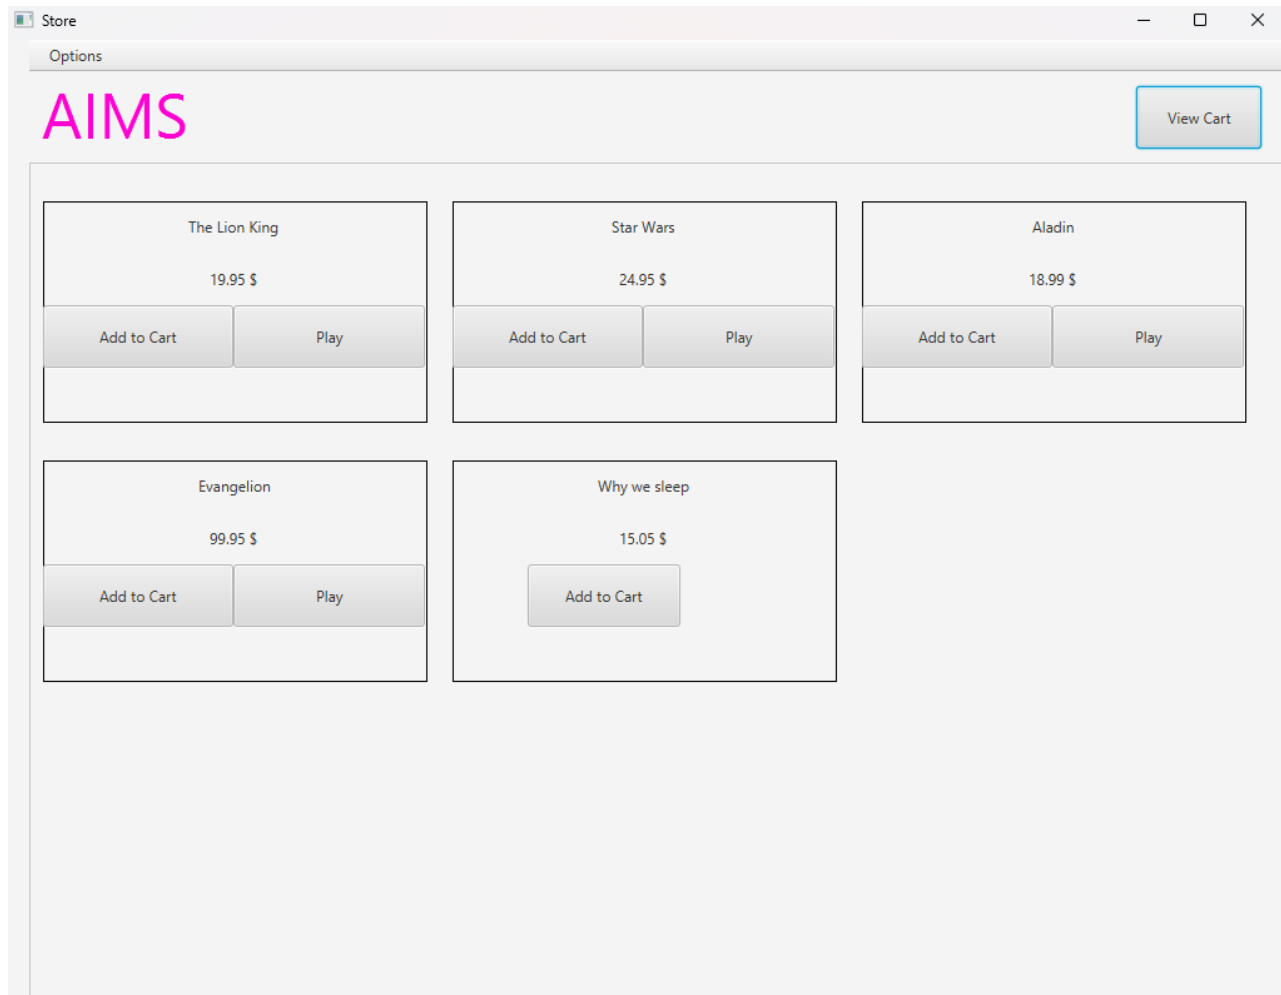 Store
Options
AIMS
View Cart
The Lion King
19.95 $
Add to Cart
Play
Star Wars
24.95 $
Add to Cart
Play
Aladin
18.99 $
Add to Cart
Play
Evangelion
99.95 $
Add to Cart
Play
Why we sleep
15.05 $
Add to Cart